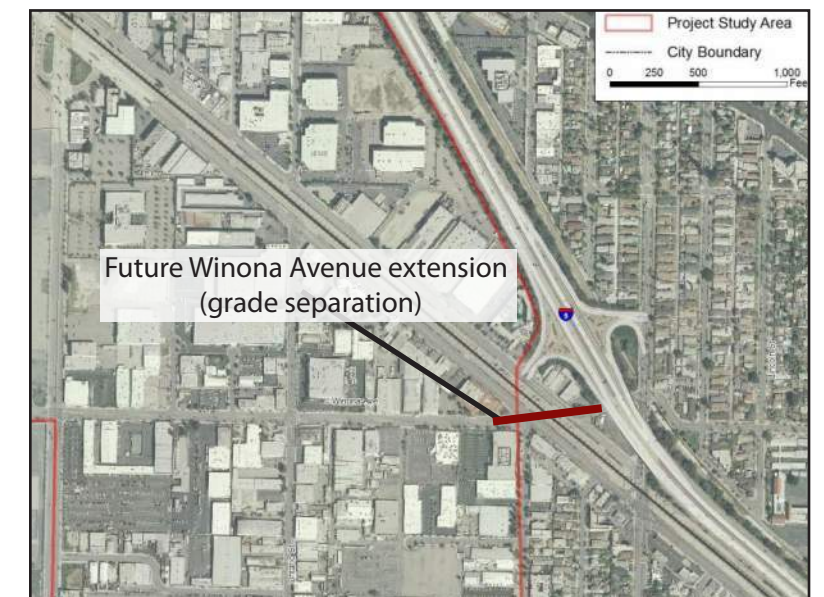 Project Study Area
City Boundary
0 250 500 1,000
Fee
Future Winona Avenue extension
(grade separation)
5
Winona Ave